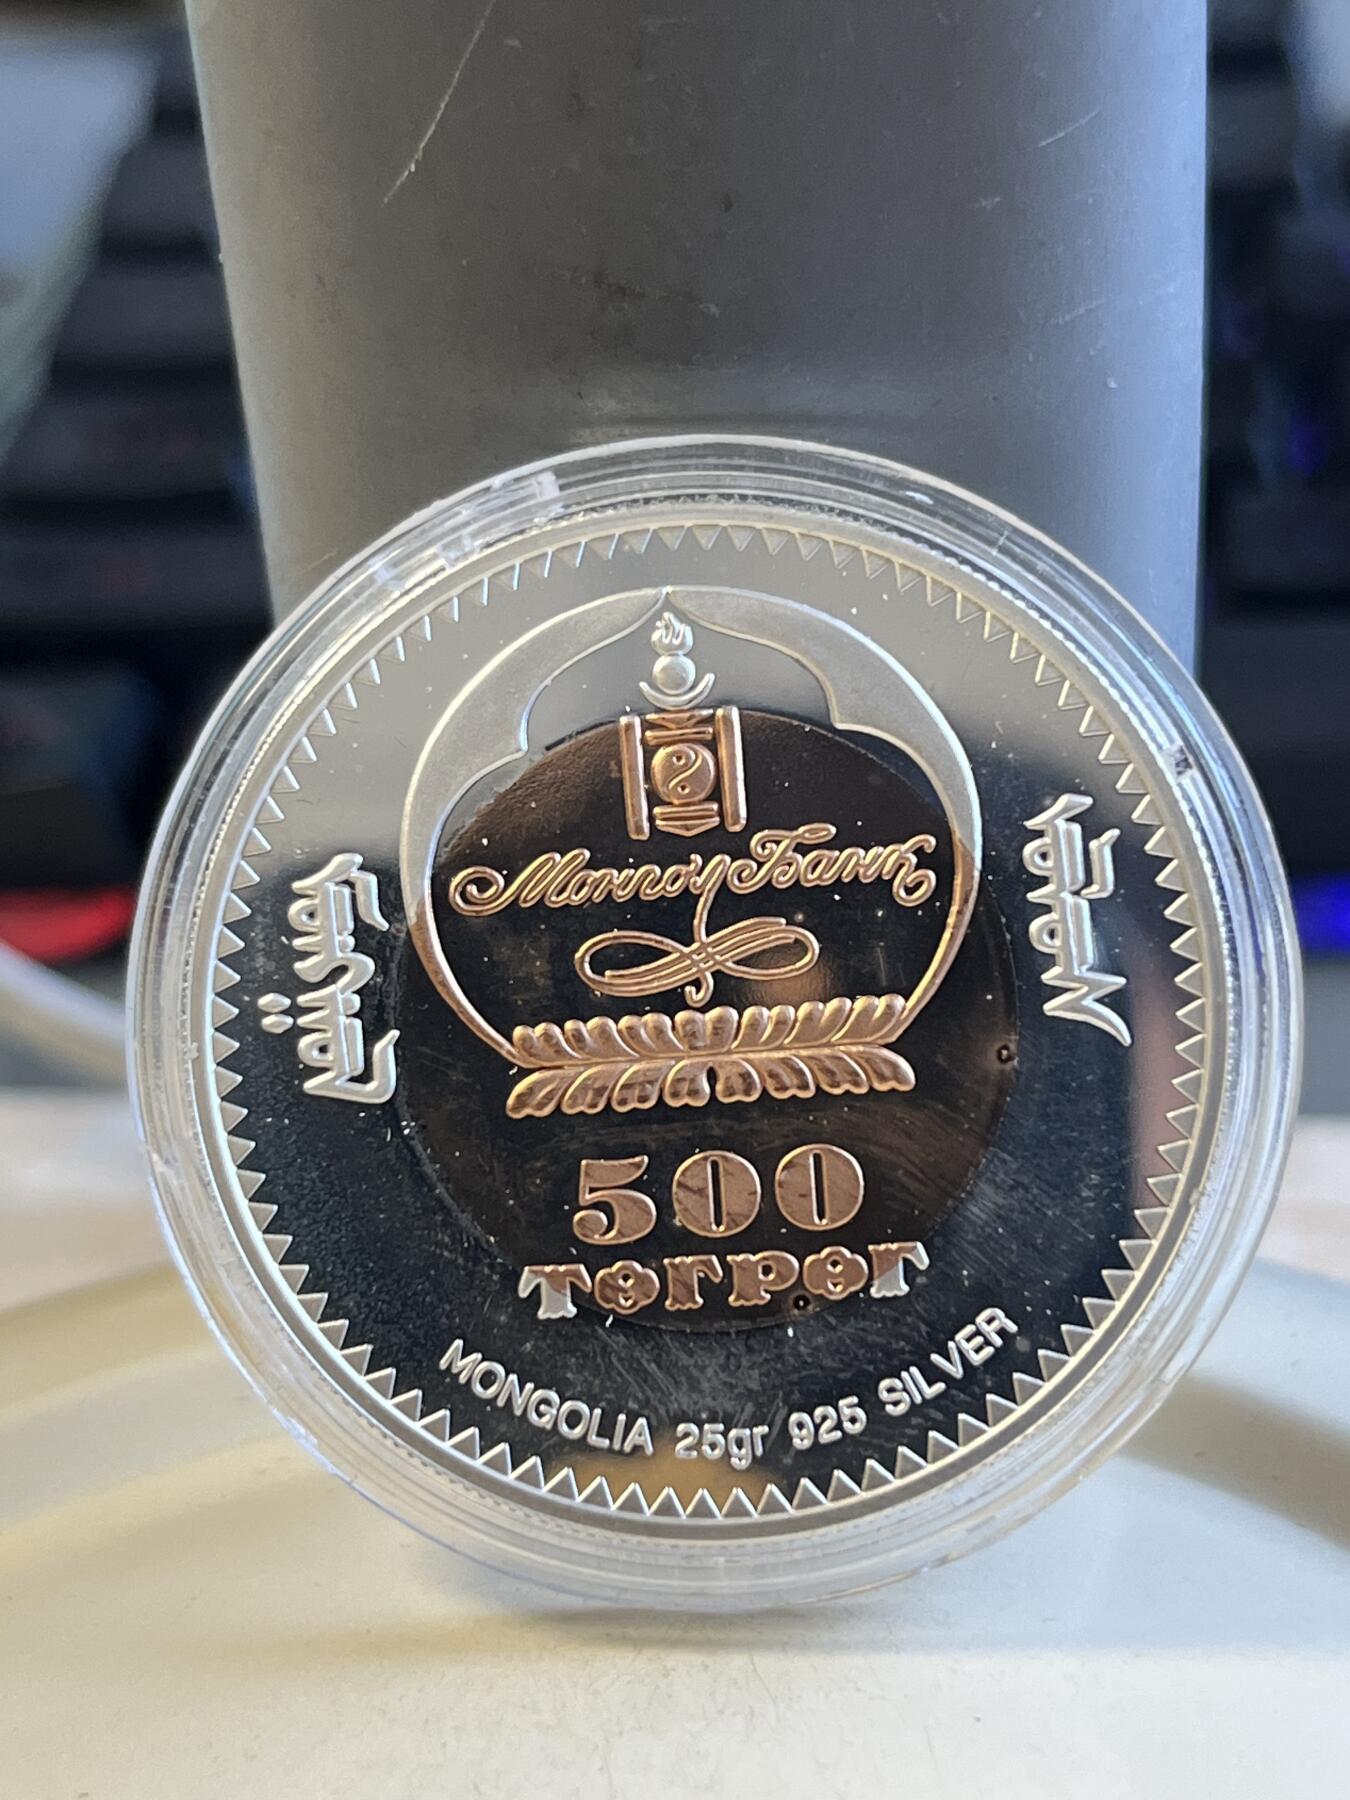 Монгол Банк
500
ТӨГРӨГ
MONGOLIA 25gr 925 SILVER